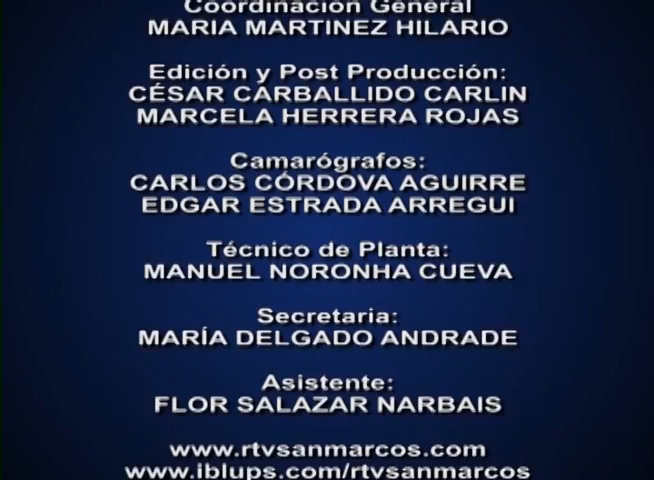 Coordinación General
MARIA MARTINEZ HILARIO
Edición y Post Producción:
CÉSAR CARBALLIDO CARLIN
MARCELA HERRERA ROJAS
Camarógrafos:
CARLOS CÓRDOVA AGUIRRE
EDGAR ESTRADA ARREGUI
Técnico de Planta:
MANUEL NORONHA CUEVA
Secretaria:
MARÍA DELGADO ANDRADE
Asistente:
FLOR SALAZAR NARBAIS
www.rtvsanmarcos.com
www.iblups.com/rtvsanmarcos